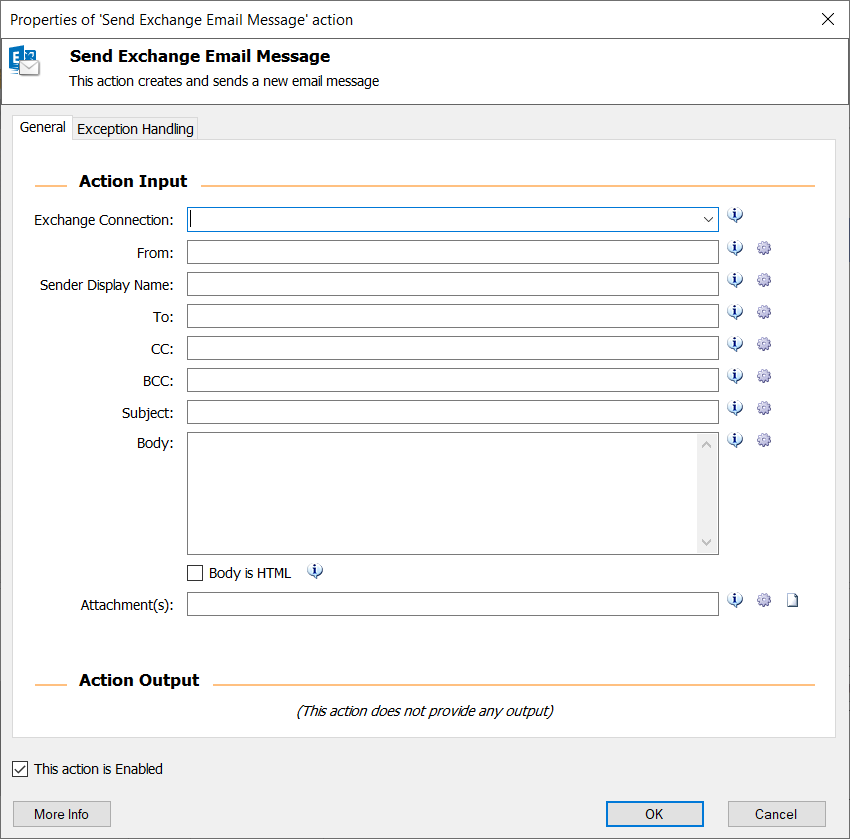 Properties of 'Send Exchange Email Message' action
Send Exchange Email Message
This action creates and sends a new email message
General
Exception Handling
Action Input
Exchange Connection:
From:
Sender Display Name:
To:
CC:
BCC:
Subject:
Body:
Body is HTML
Attachment(s):
Action Output
(This action does not provide any output)
This action is Enabled
More Info
OK
Cancel